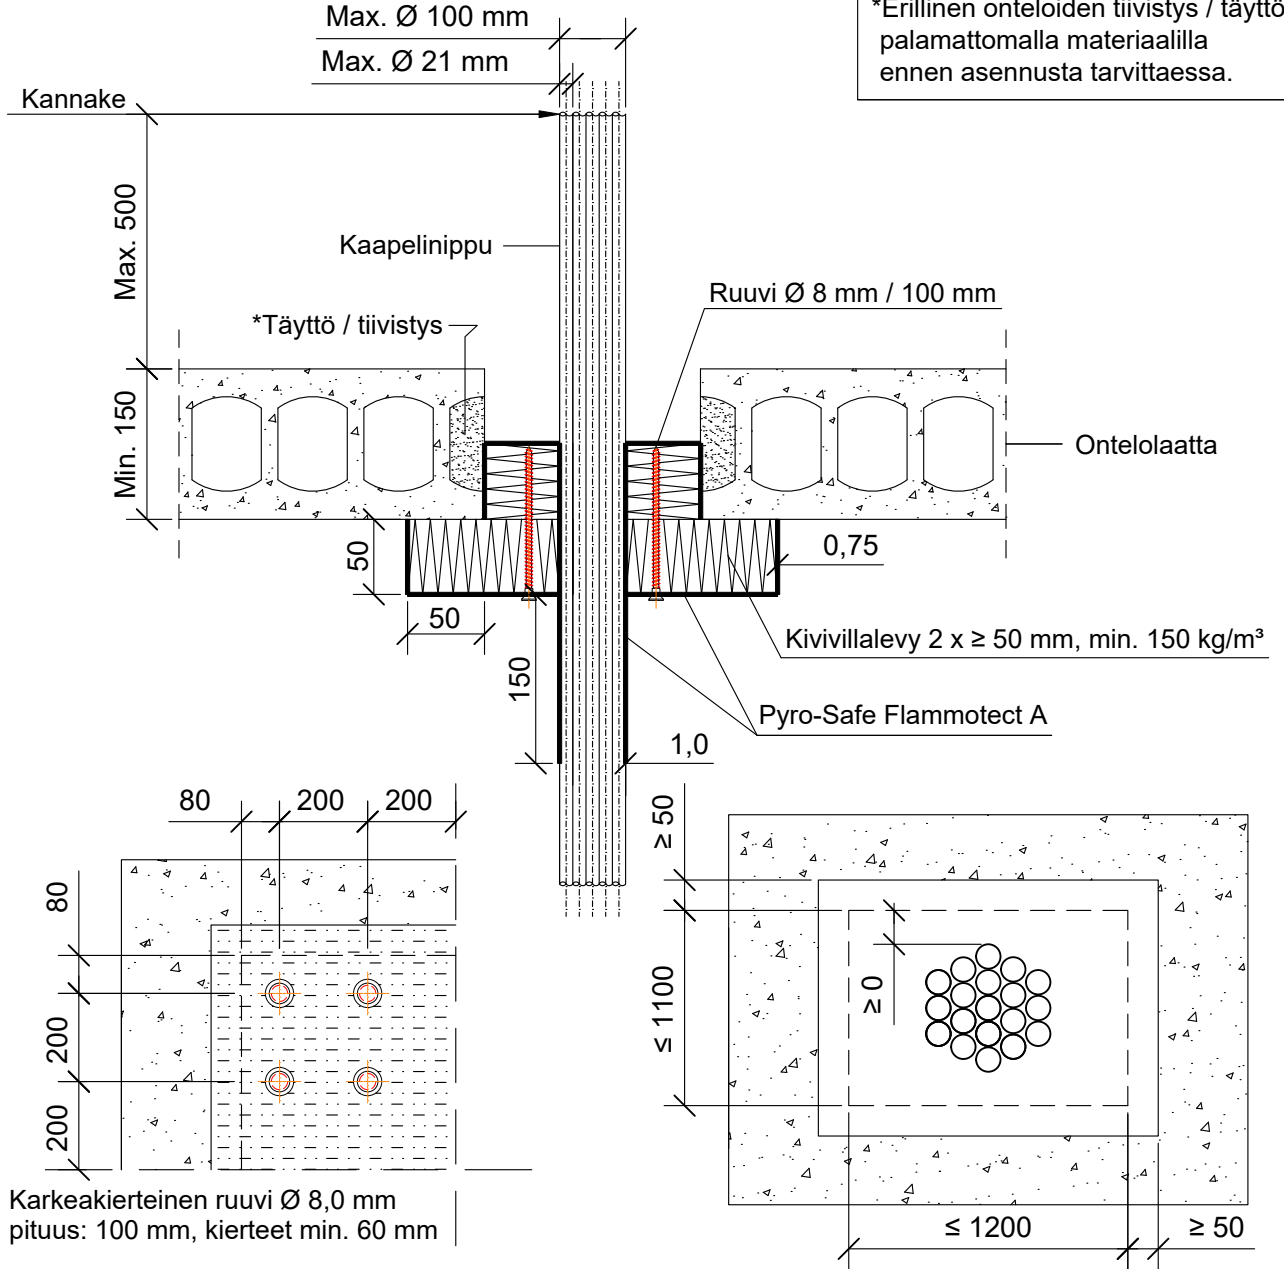 Max. Ø 100 mm
*Erillinen onteloiden tiivistys / täyttö
palamattomalla materiaalilla
ennen asennusta tarvittaessa.
Max. Ø 21 mm
Kannake
Max. 500
Kaapelinippu
Ruuvi Ø 8 mm / 100 mm
*Täyttö / tiivistys
Min. 150
Ontelolaatta
50
0,75
50
Kivivillalevy 2 x ≥ 50 mm, min. 150 kg/m³
150
Pyro-Safe Flammotect A
1,0
80
200
200
80
200
200
Karkeakierteinen ruuvi Ø 8,0 mm
pituus: 100 mm, kierteet min. 60 mm
≥ 50
≤ 1100
≥ 0
≤ 1200
≥ 50